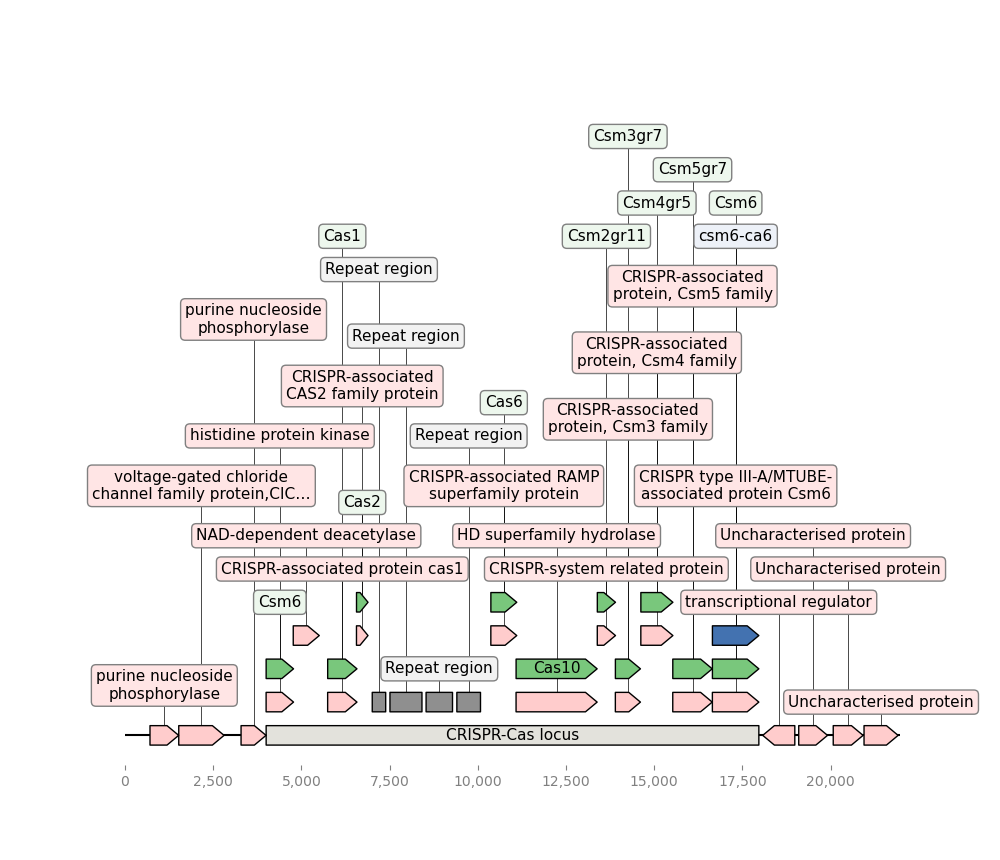 Csm3gr7
Csm5gr7
Csm4gr5
Csm6
Cas1
Csm2gr11
csm6-ca6
Repeat region
CRISPR-associated
protein, Csm5 family
purine nucleoside
phosphorylase
Repeat region
CRISPR-associated
protein, Csm4 family
CRISPR-associated
CAS2 family protein
Cas6
CRISPR-associated
protein, Csm3 family
histidine protein kinase
Repeat region
voltage-gated chloride
channel family protein,ClC...
CRISPR-associated RAMP
superfamily protein
CRISPR type III-A/MTUBE-
associated protein Csm6
Cas2
NAD-dependent deacetylase
HD superfamily hydrolase
Uncharacterised protein
CRISPR-associated protein cas1
CRISPR-system related protein
Uncharacterised protein
Csm6
transcriptional regulator
purine nucleoside
phosphorylase
Repeat region
Cas10
Uncharacterised protein
CRISPR-Cas locus
0
2,500
5,000
7,500
10,000
12,500
15,000
17,500
20,000